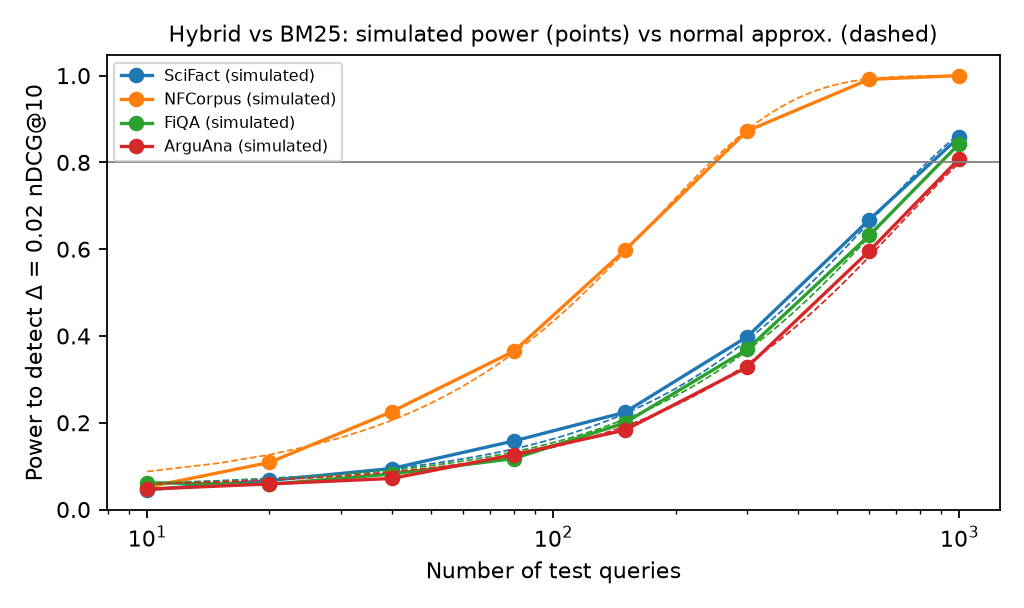 Hybrid vs BM25: simulated power (points) vs normal approx. (dashed)
Power to detect Δ = 0.02 nDCG@10
1.0
0.8
0.6
0.4
0.2
0.0
SciFact (simulated)
NFCorpus (simulated)
FiQA (simulated)
ArguAna (simulated)
10¹
10²
10³
Number of test queries